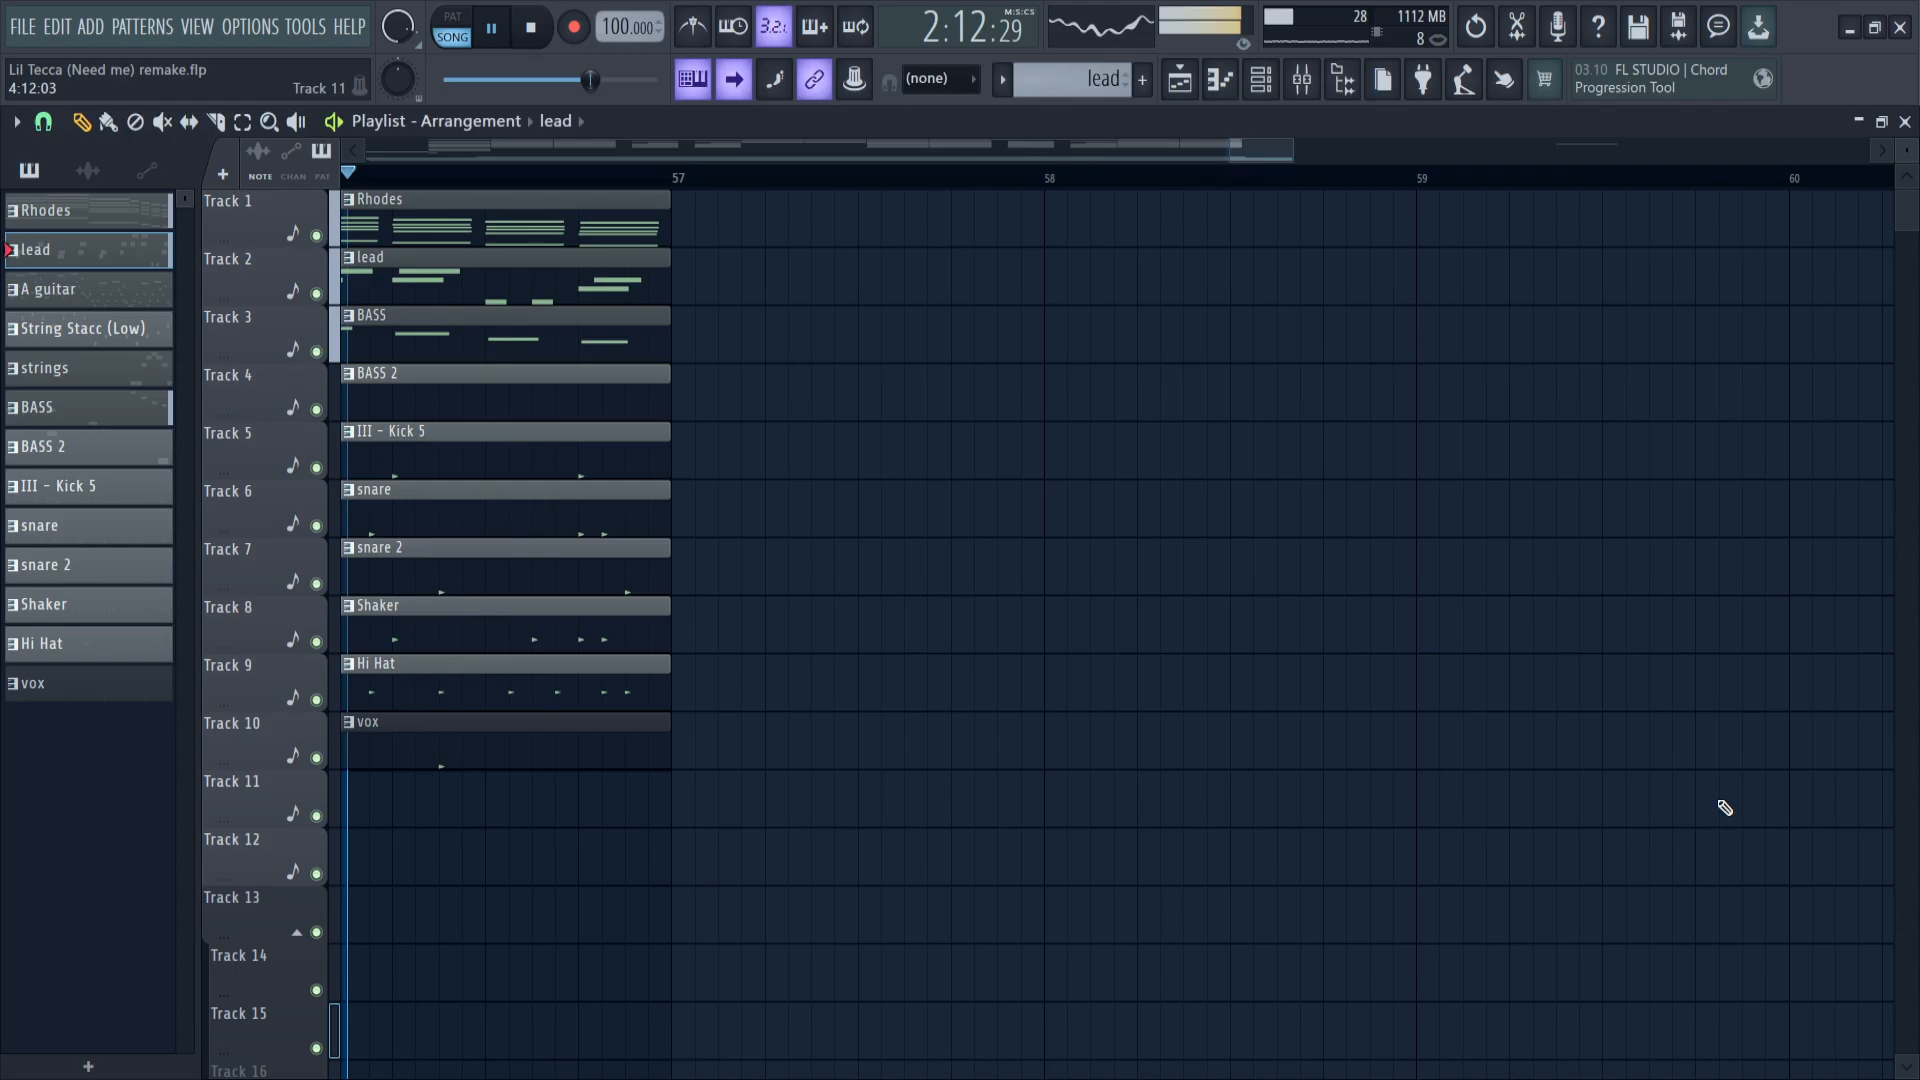 FILE EDIT ADD PATTERNS VIEW OPTIONS TOOLS HELP
PAT
SONG
100.000
3.2.1
2:12:29
M:S:CS
28
1112 MB
8
Lil Tecca (Need me) remake.flp
4:12:03
Track 11
(none)
lead
03.10 FL STUDIO | Chord
Progression Tool
Playlist - Arrangement lead
NOTE CHAN PAT
57
58
59
60
Rhodes
lead
A guitar
String Stacc (Low)
strings
BASS
BASS 2
III - Kick 5
snare
snare 2
Shaker
Hi Hat
vox
Track 1
Rhodes
Track 2
lead
Track 3
BASS
Track 4
BASS 2
Track 5
III - Kick 5
Track 6
snare
Track 7
snare 2
Track 8
Shaker
Track 9
Hi Hat
Track 10
vox
Track 11
Track 12
Track 13
Track 14
Track 15
Track 16